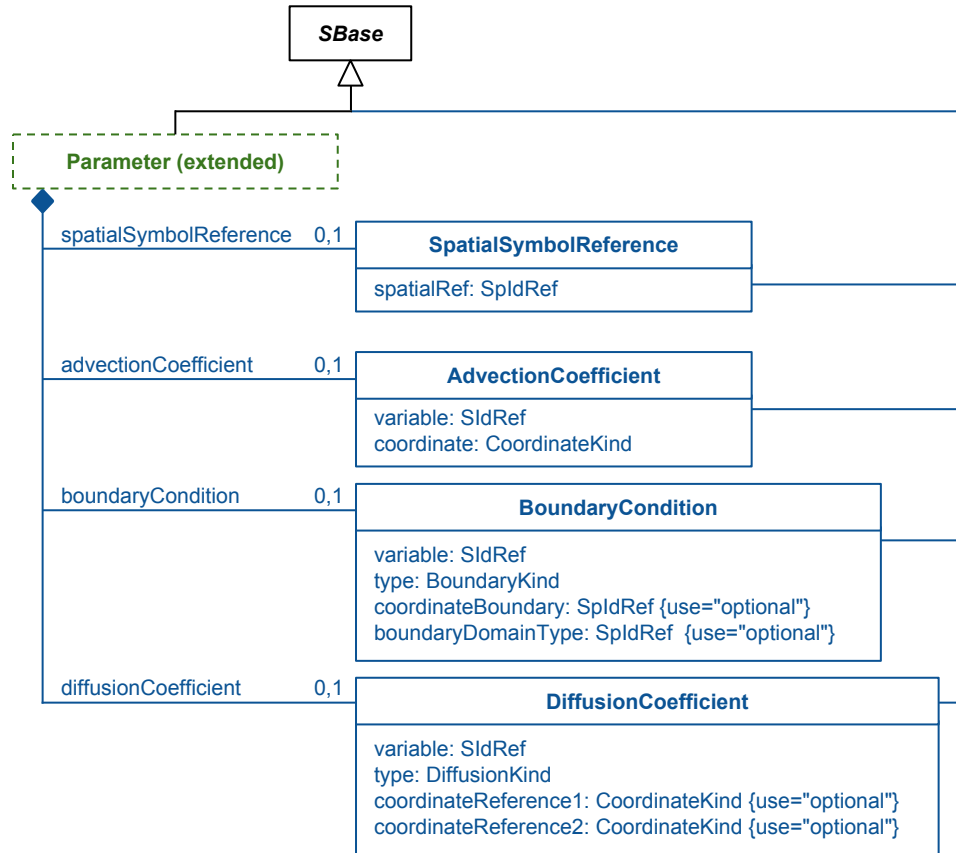 SBase
Parameter (extended)
spatialSymbolReference 0,1
SpatialSymbolReference
spatialRef: SpIdRef
advectionCoefficient 0,1
AdvectionCoefficient
variable: SIdRef
coordinate: CoordinateKind
boundaryCondition 0,1
BoundaryCondition
variable: SIdRef
type: BoundaryKind
coordinateBoundary: SpIdRef {use="optional"}
boundaryDomainType: SpIdRef {use="optional"}
diffusionCoefficient 0,1
DiffusionCoefficient
variable: SIdRef
type: DiffusionKind
coordinateReference1: CoordinateKind {use="optional"}
coordinateReference2: CoordinateKind {use="optional"}